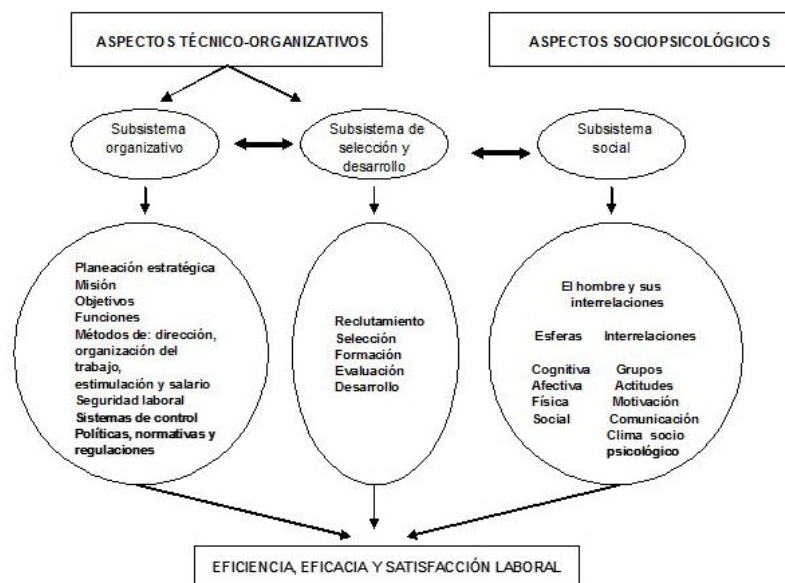 ASPECTOS TÉCNICO-ORGANIZATIVOS
ASPECTOS SOCIOPSICOLÓGICOS
Subsistema
organizativo
Subsistema de
selección y
desarrollo
Subsistema
social
Planeación estratégica
Misión
Objetivos
Funciones
Métodos de: dirección,
organización del
trabajo,
estimulación y salario
Seguridad laboral
Sistemas de control
Políticas, normativas y
regulaciones
Reclutamiento
Selección
Formación
Evaluación
Desarrollo
El hombre y sus
interrelaciones
Esferas Interrelaciones
Cognitiva Grupos
Afectiva Actitudes
Física Motivación
Social Comunicación
Clima socio
psicológico
EFICIENCIA, EFICACIA Y SATISFACCIÓN LABORAL